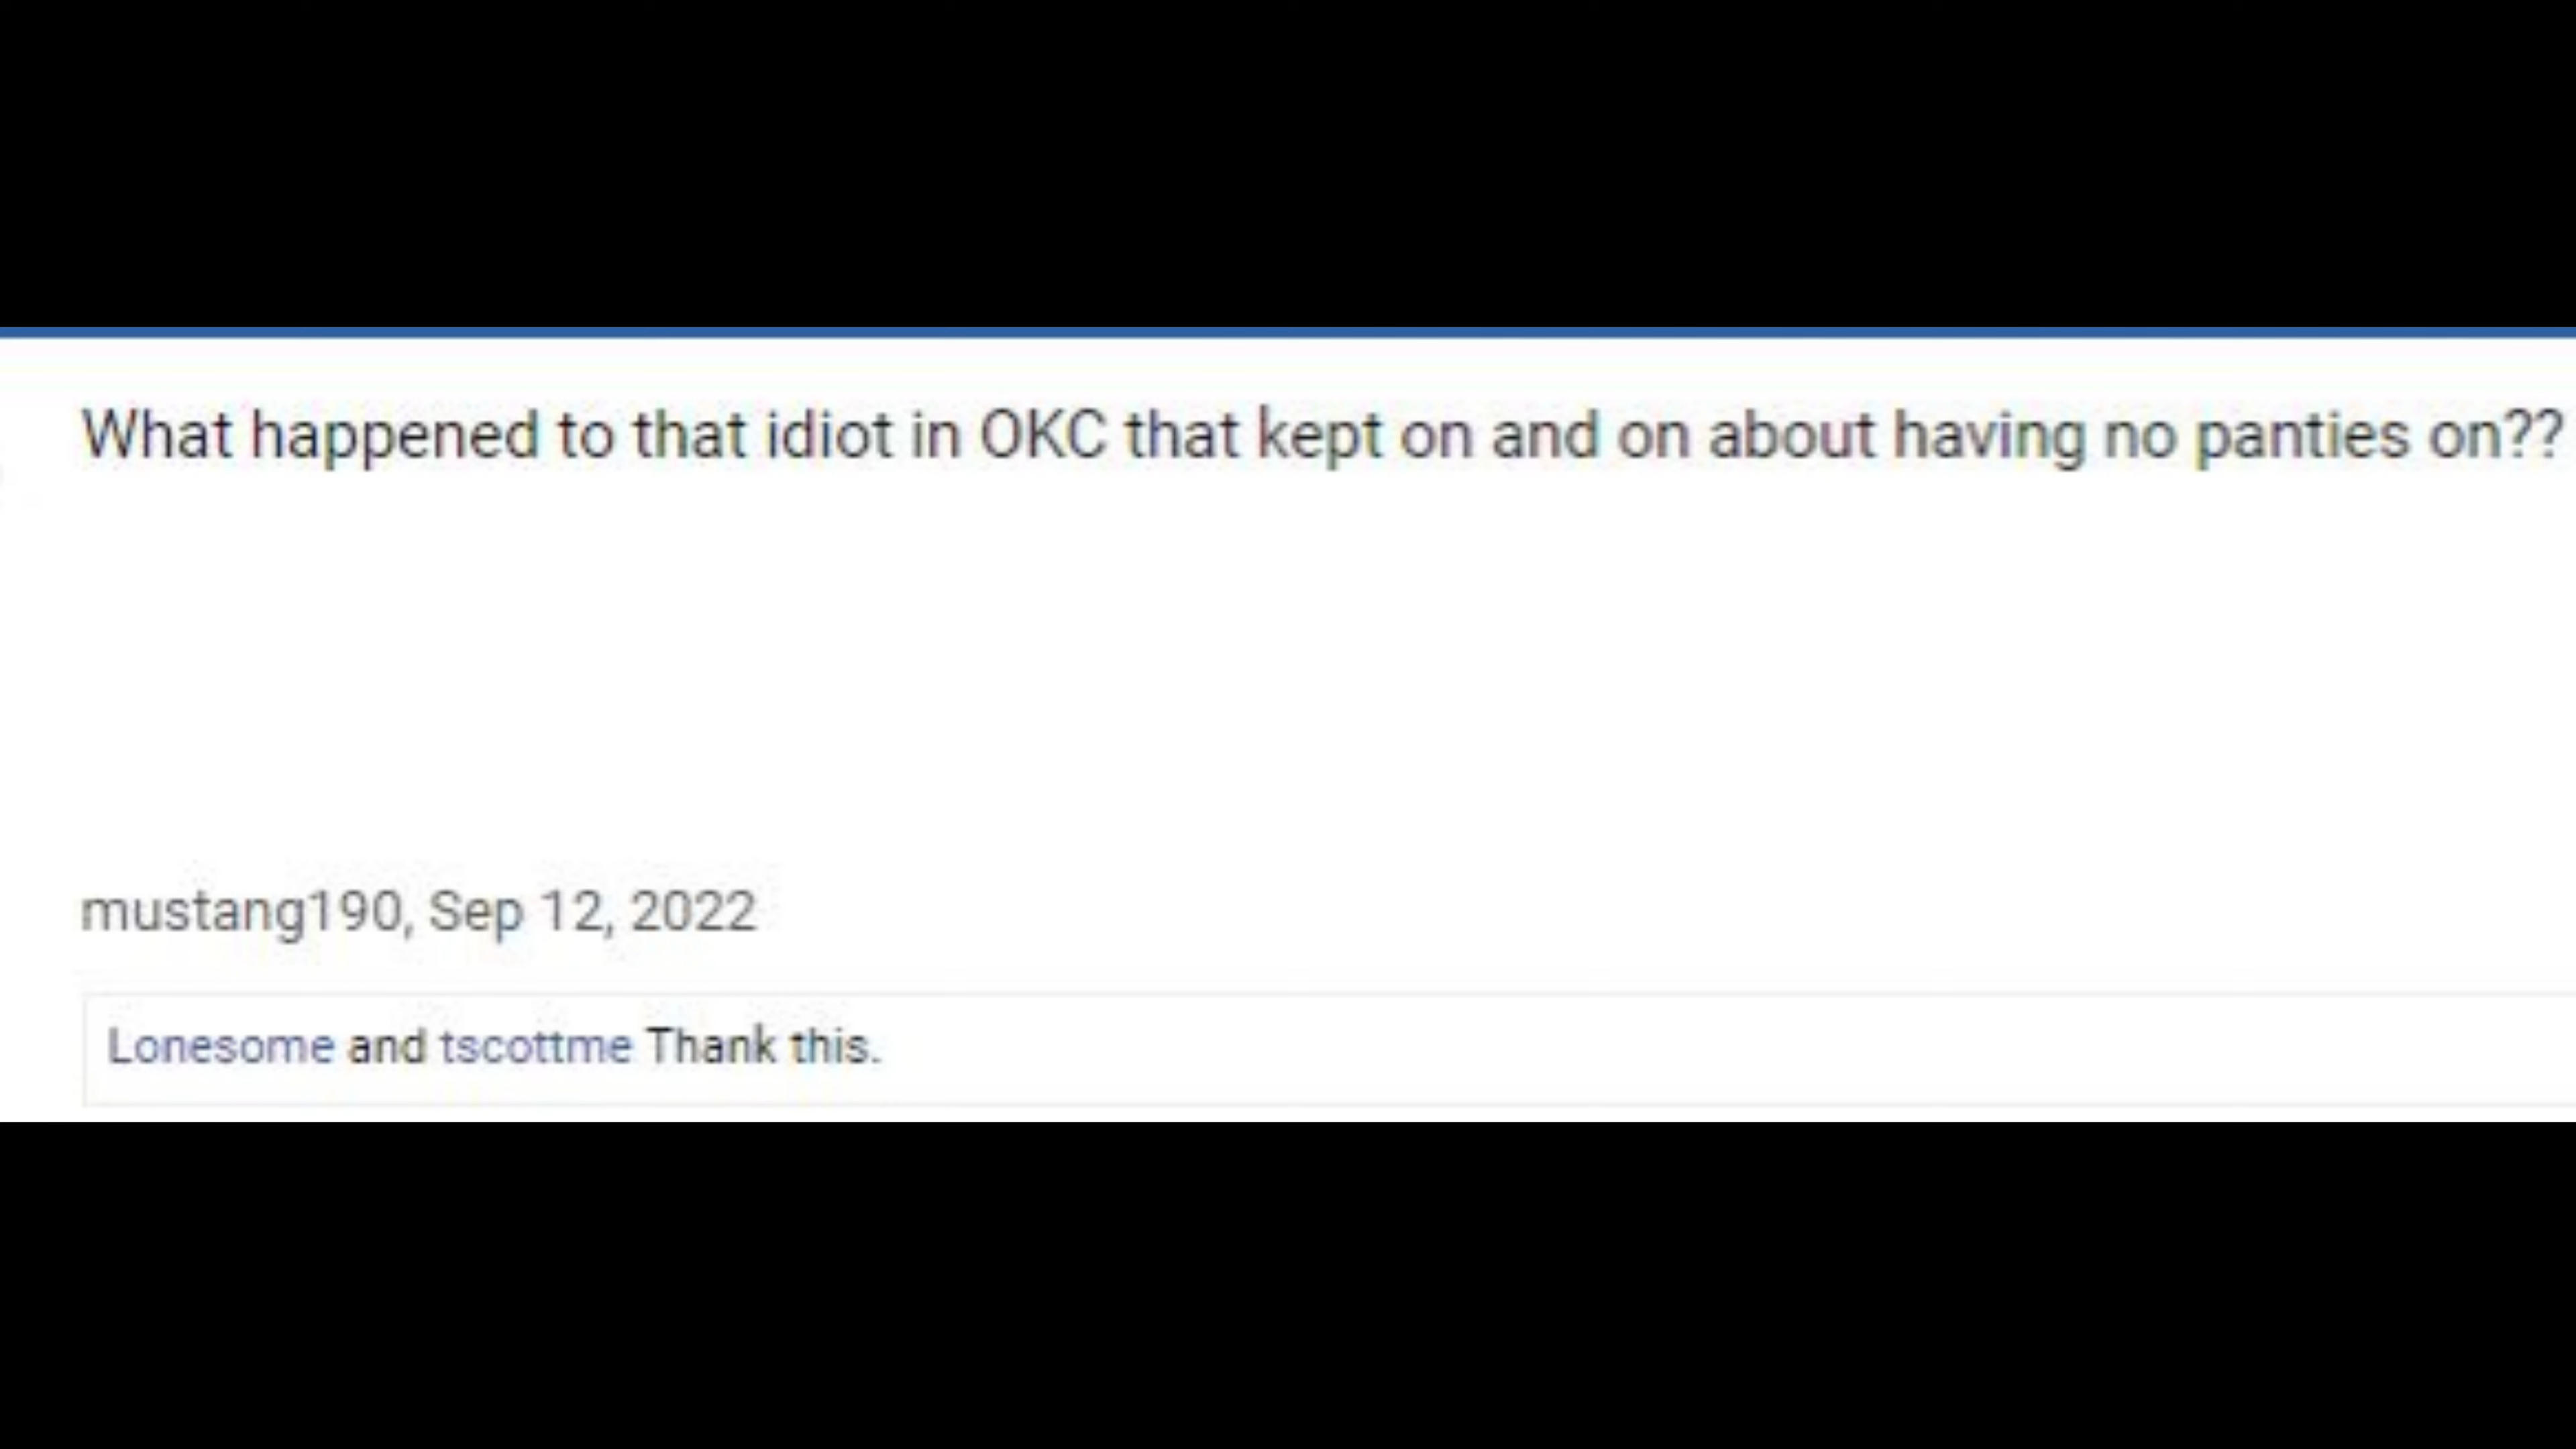 What happened to that idiot in OKC that kept on and on about having no panties on??
mustang190, Sep 12, 2022
Lonesome and tscottme Thank this.